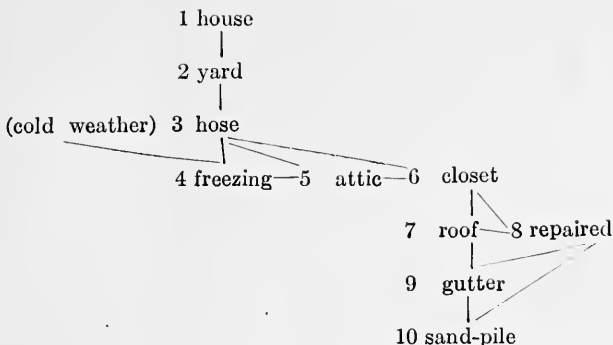 1 house
2 yard
(cold weather) 3 hose
4 freezing—5 attic—6 closet
7 roof 8 repaired
9 gutter
10 sand-pile